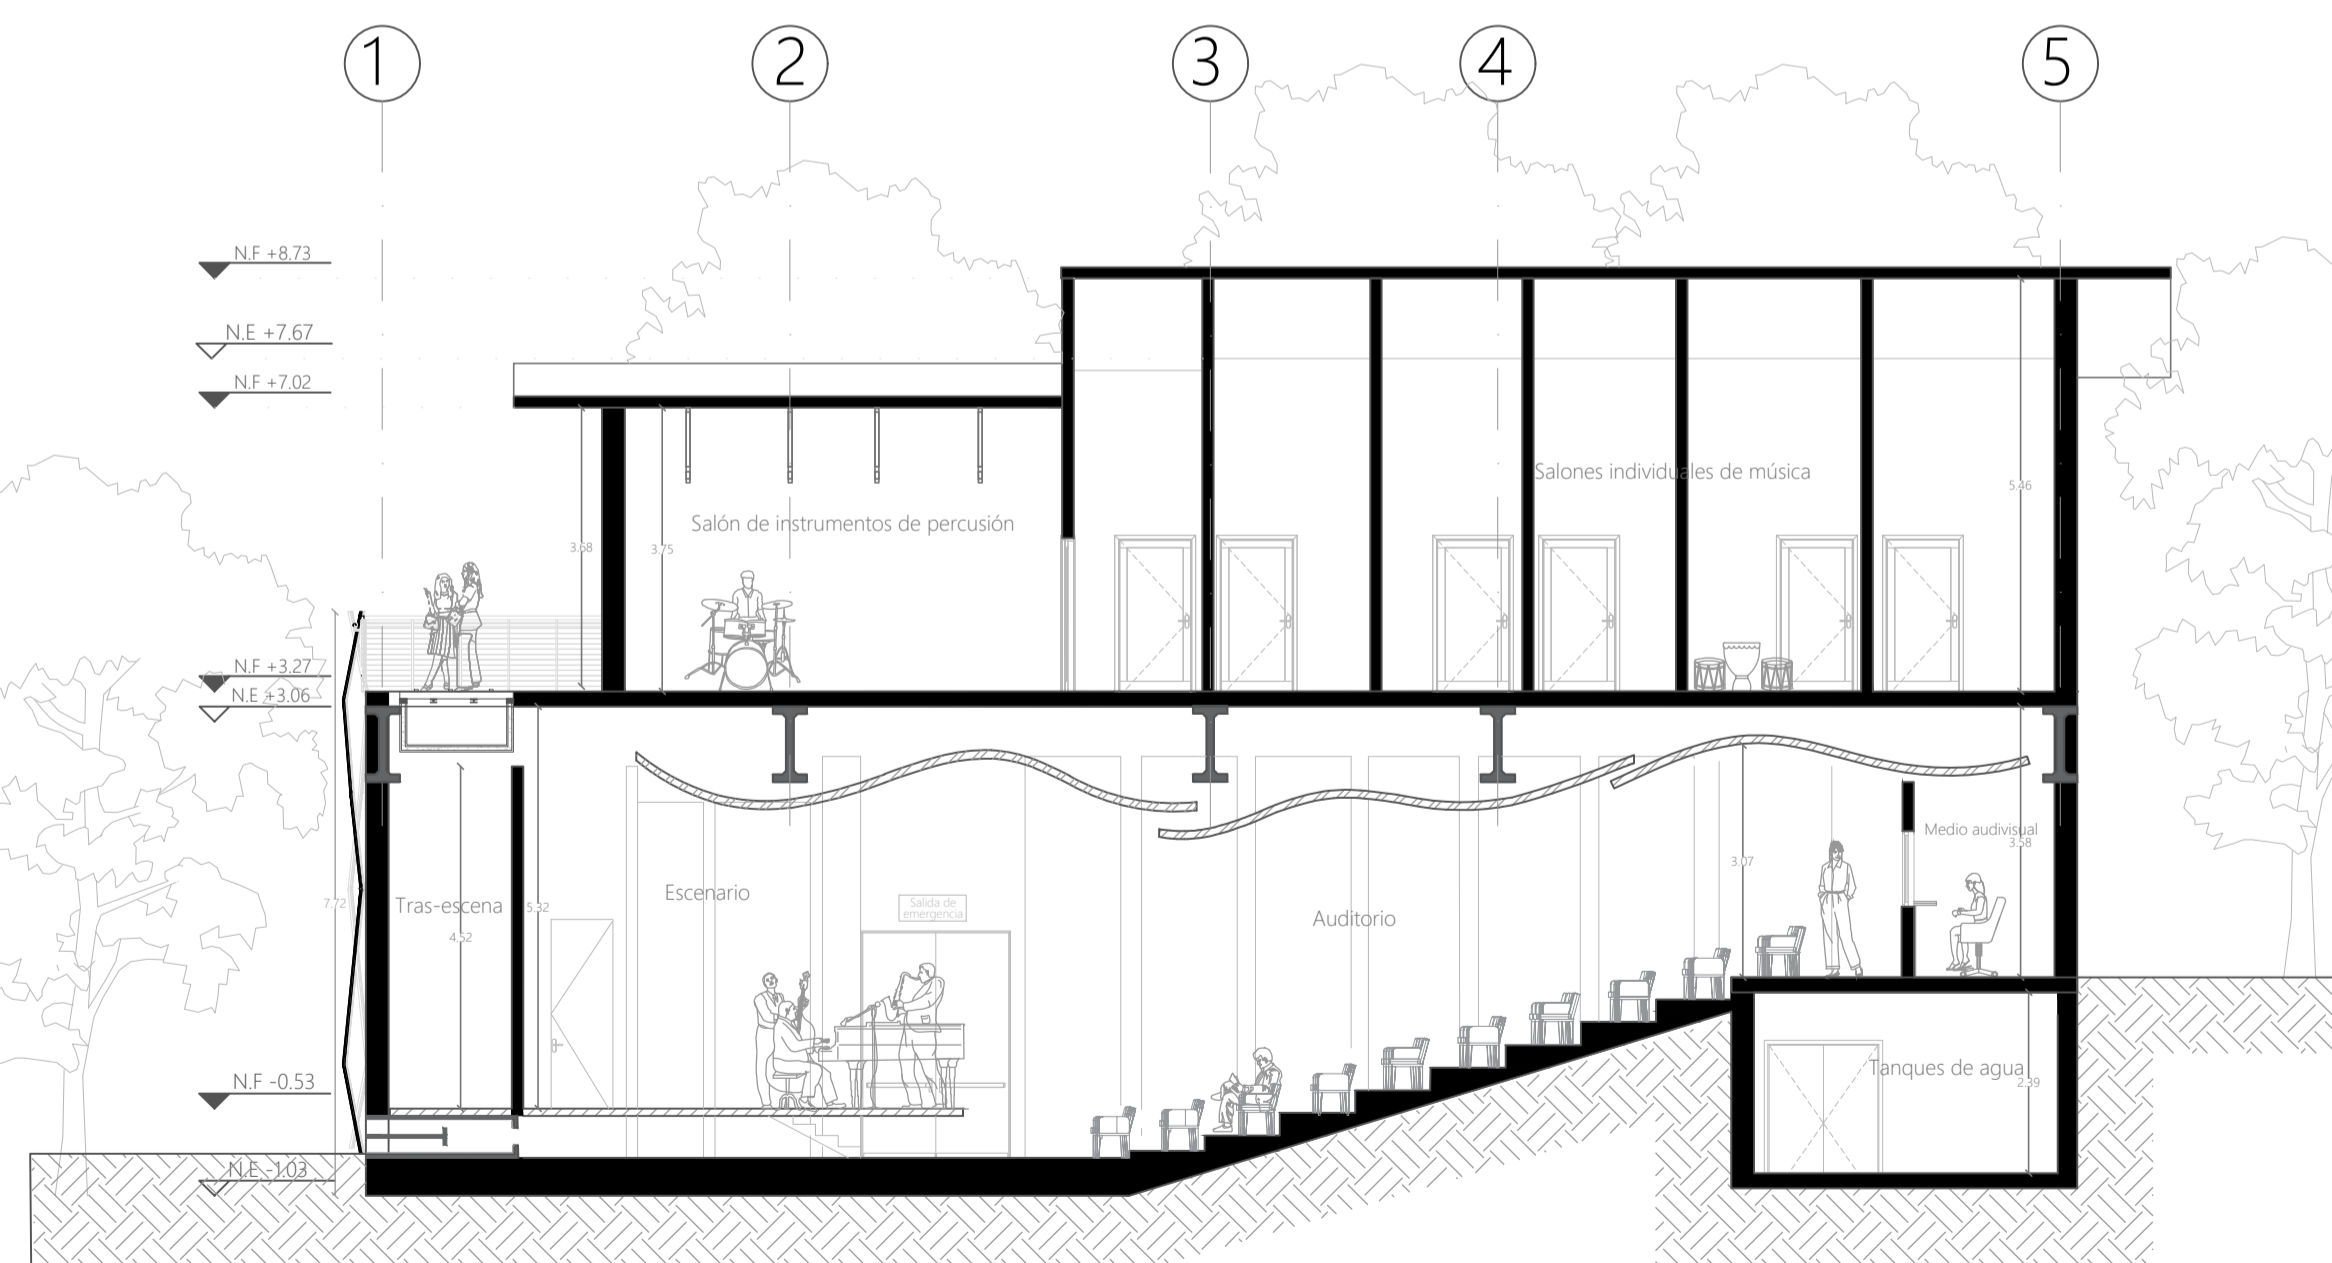 1
2
3
4
5
N.F +8.73
N.E +7.67
N.F +7.02
Salones individuales de música
5.46
Salón de instrumentos de percusión
3.68
3.75
N.F +3.27
N.E +3.06
Medio audivisual
3.58
3.07
Escenario
Salida de
emergencia
Tras-escena
7.72
5.32
4.52
Auditorio
N.F -0.53
Tanques de agua
2.39
N.E -1.03